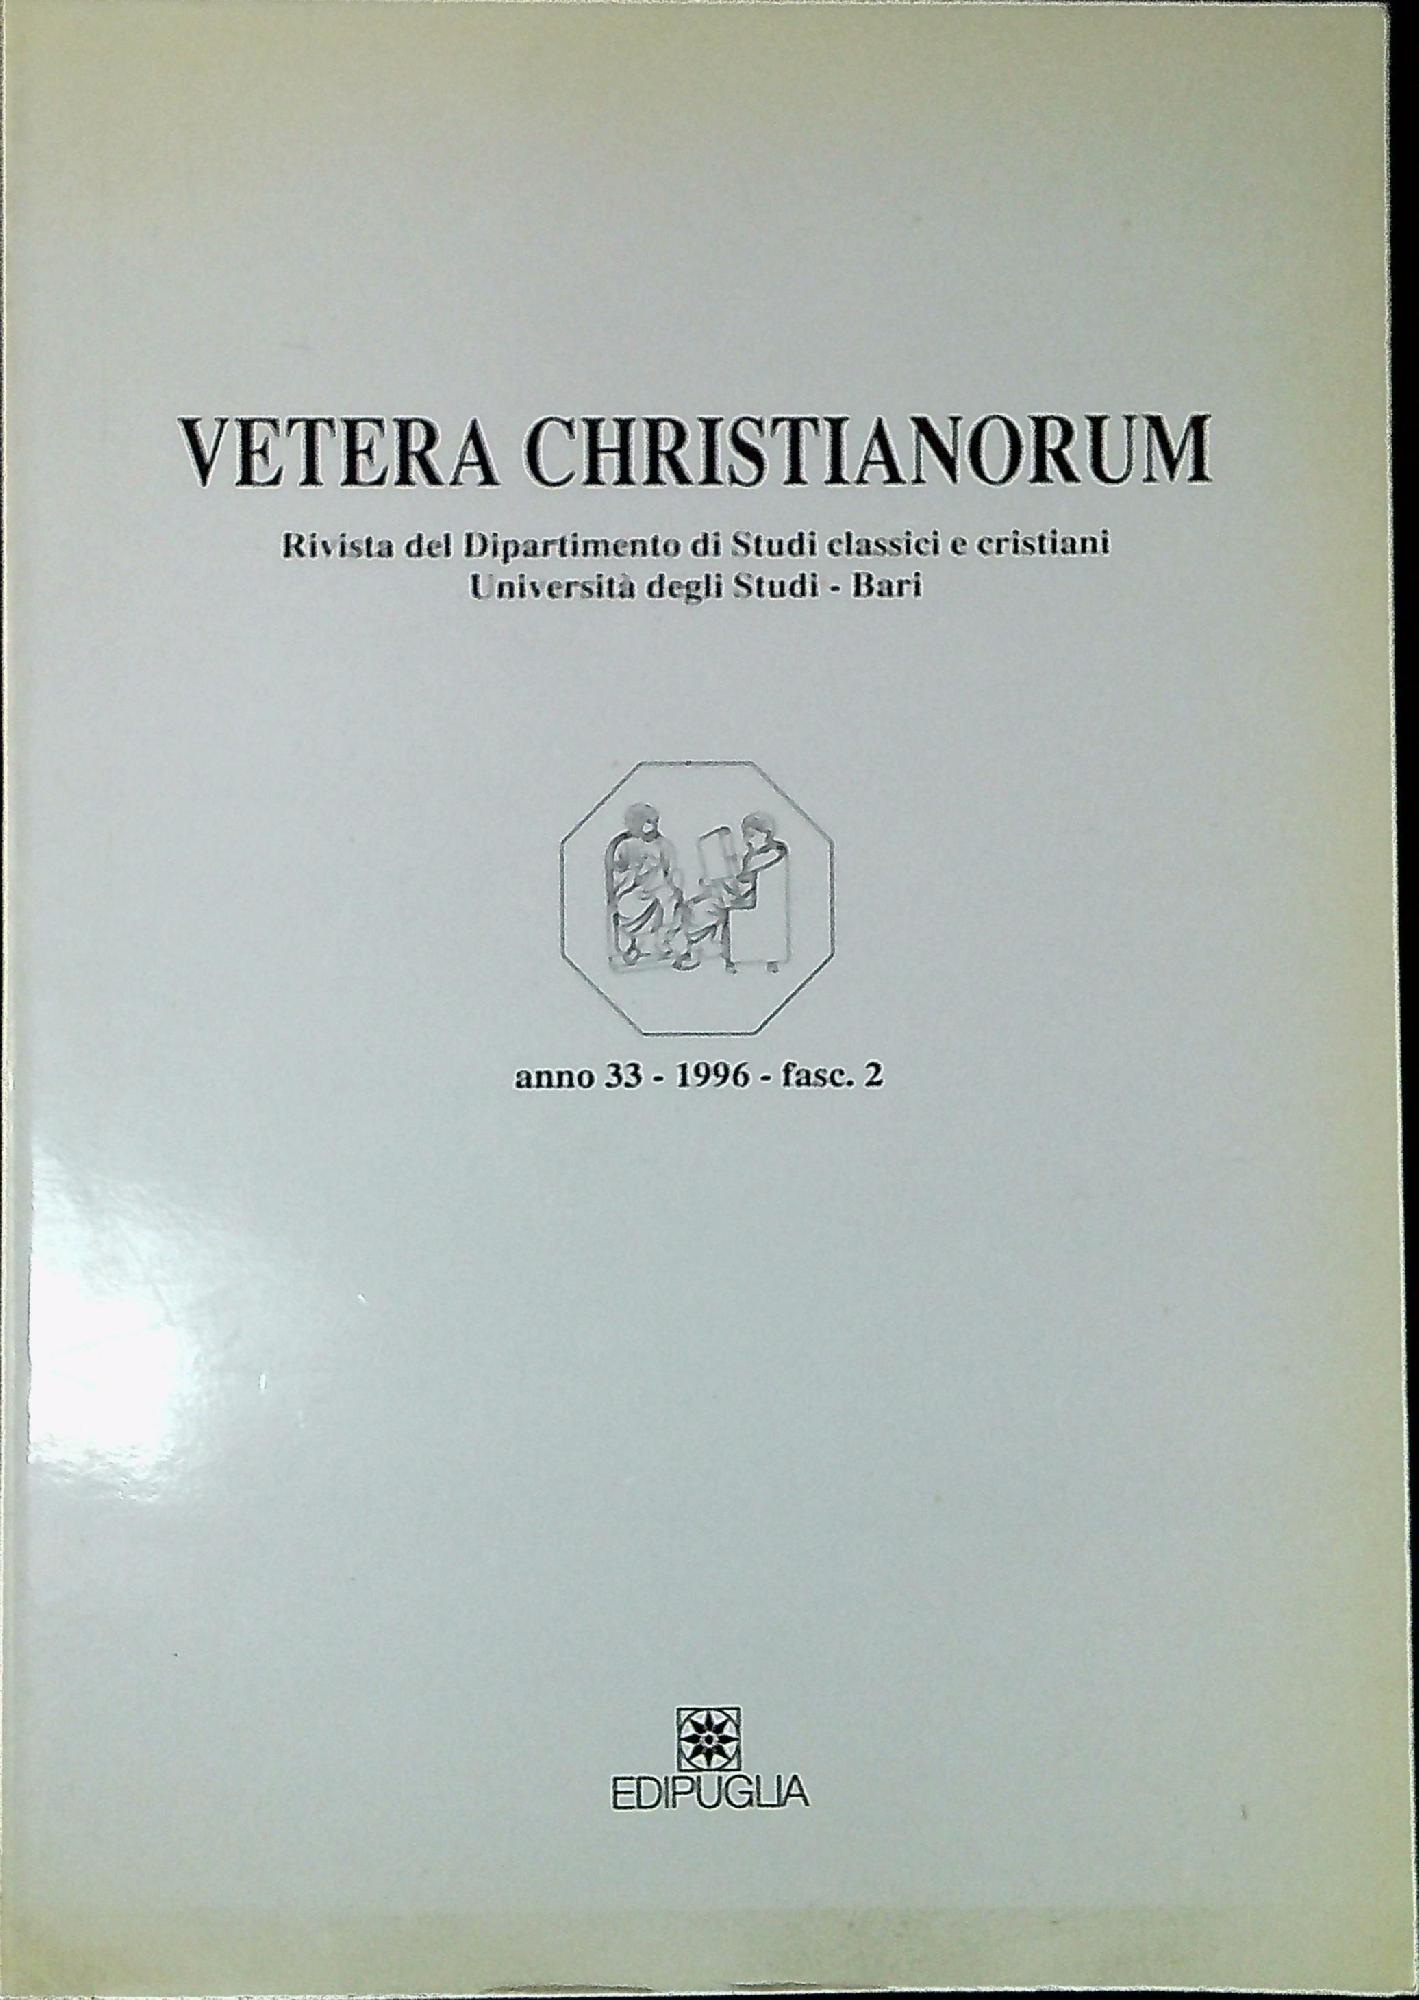 VETERA CHRISTIANORUM
Rivista del Dipartimento di Studi classici e cristiani
Università degli Studi - Bari
anno 33 - 1996 - fasc. 2
EDIPUGLIA